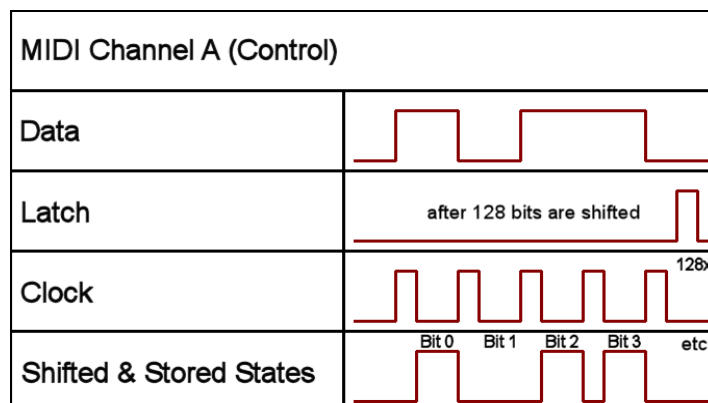 MIDI Channel A (Control)
Data
Latch
after 128 bits are shifted
Clock
128x
Bit 0 Bit 1 Bit 2 Bit 3 etc
Shifted & Stored States